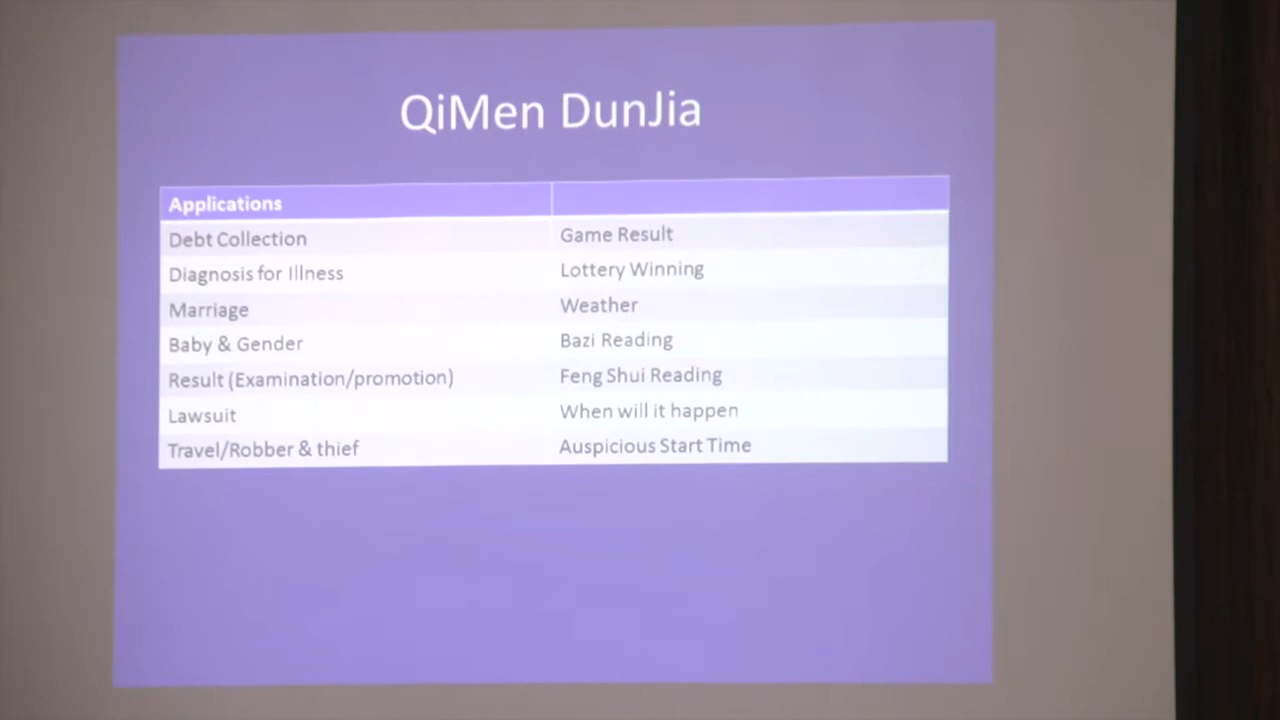 QiMen DunJia
Applications
Debt Collection Game Result
Diagnosis for Illness Lottery Winning
Marriage Weather
Baby & Gender Bazi Reading
Result (Examination/promotion) Feng Shui Reading
Lawsuit When will it happen
Travel/Robber & thief Auspicious Start Time